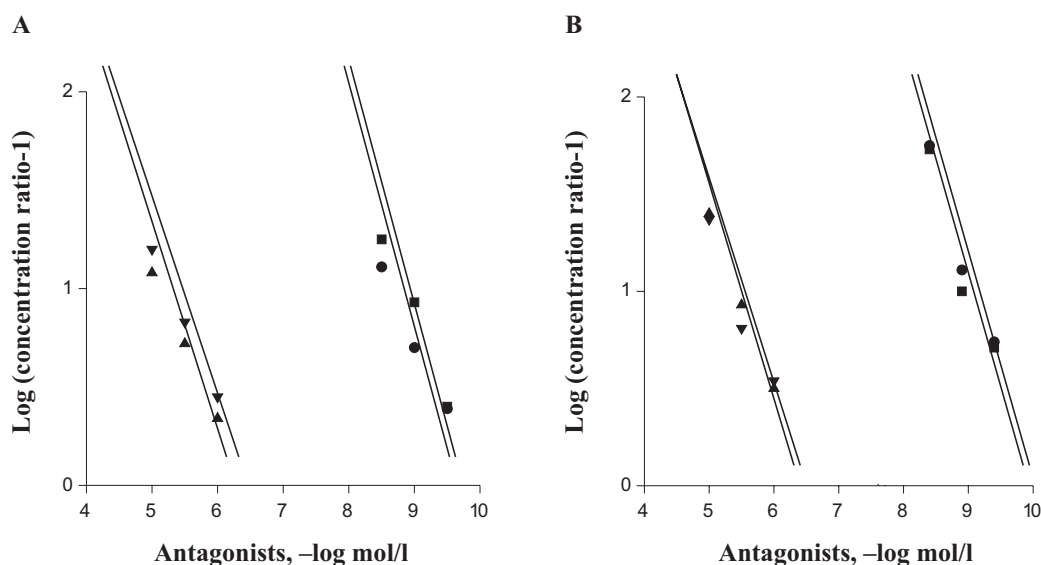 A
Log (concentration ratio-1)
2
1
0
4 5 6 7 8 9 10
Antagonists, –log mol/l
B
Log (concentration ratio-1)
2
1
0
4 5 6 7 8 9 10
Antagonists, –log mol/l